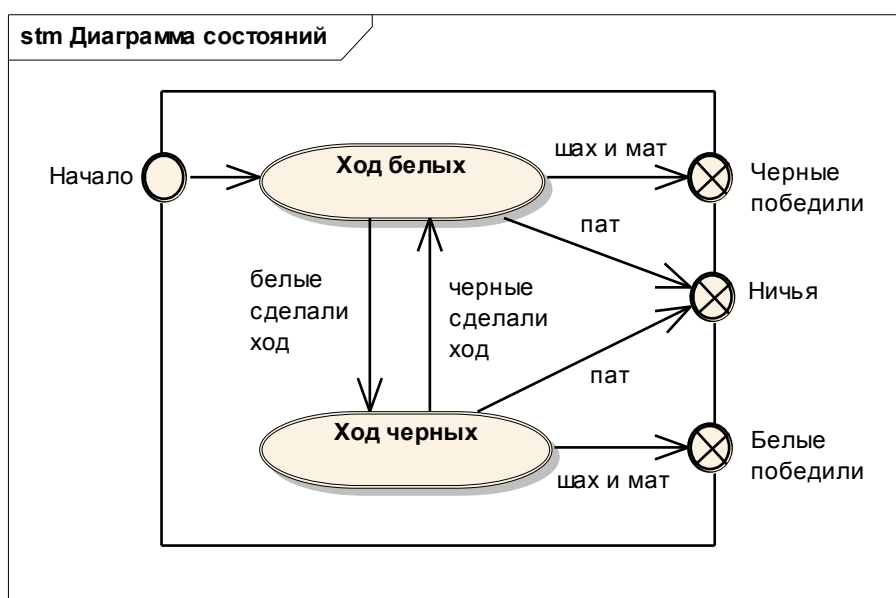 stm Диаграмма состояний
Начало
Ход белых
шах и мат
Черные
победили
пат
белые
сделали
ход
черные
сделали
ход
Ничья
пат
Ход черных
шах и мат
Белые
победили